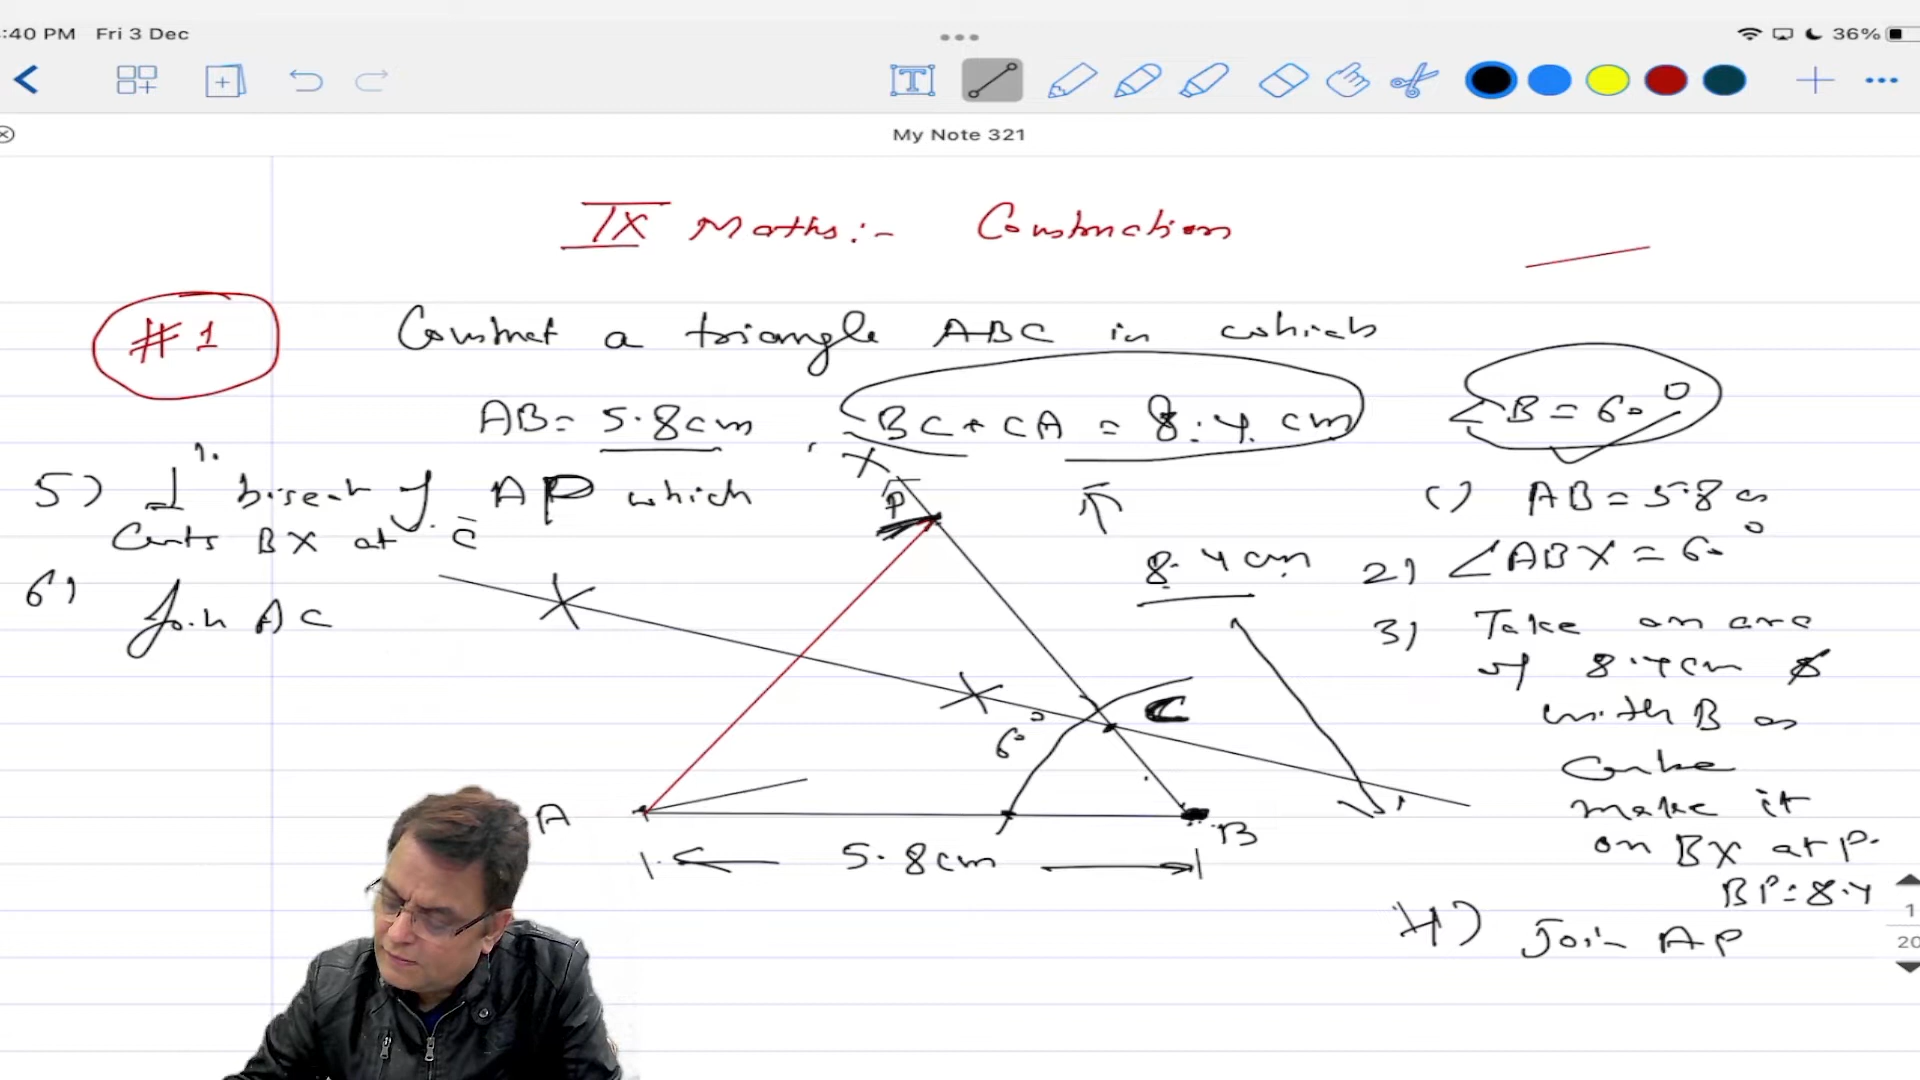 :40 PM Fri 3 Dec
36%
My Note 321
IX Maths:- Construction
#1
Construct a triangle ABC in which
AB= 5.8cm , BC+CA = 8.4 cm ∠B = 60°
5) ⊥r bisect of AP which
Cuts BX at C
6) Join AC
X
P
8.4 cm
60°
C
A
B
5.8cm
1) AB = 5.8 cm
2) ∠ABX = 60°
3) Take an arc
of 8.4cm
with B as
Centre
make it
on BX at P.
BP=8.4
4) Join AP
1
20